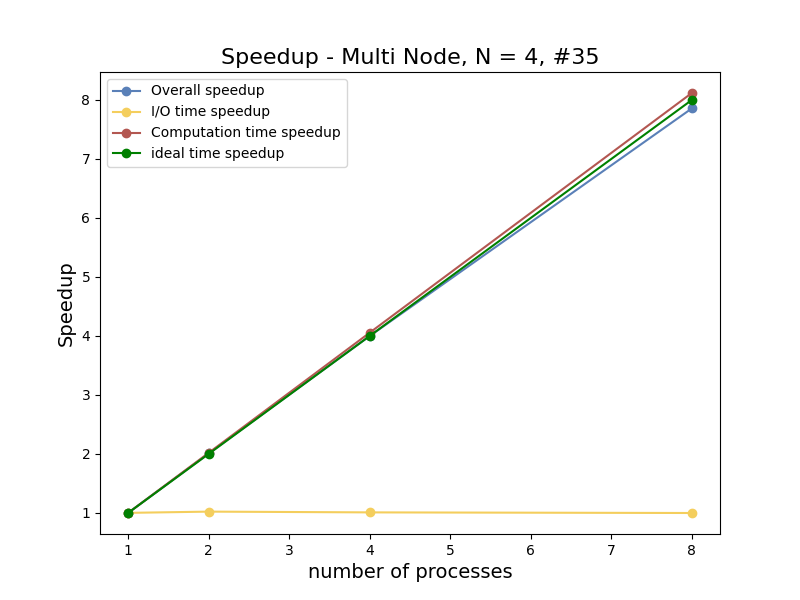 Speedup - Multi Node, N = 4, #35
Overall speedup
I/O time speedup
Computation time speedup
ideal time speedup
8
7
6
5
4
3
2
1
Speedup
1 2 3 4 5 6 7 8
number of processes